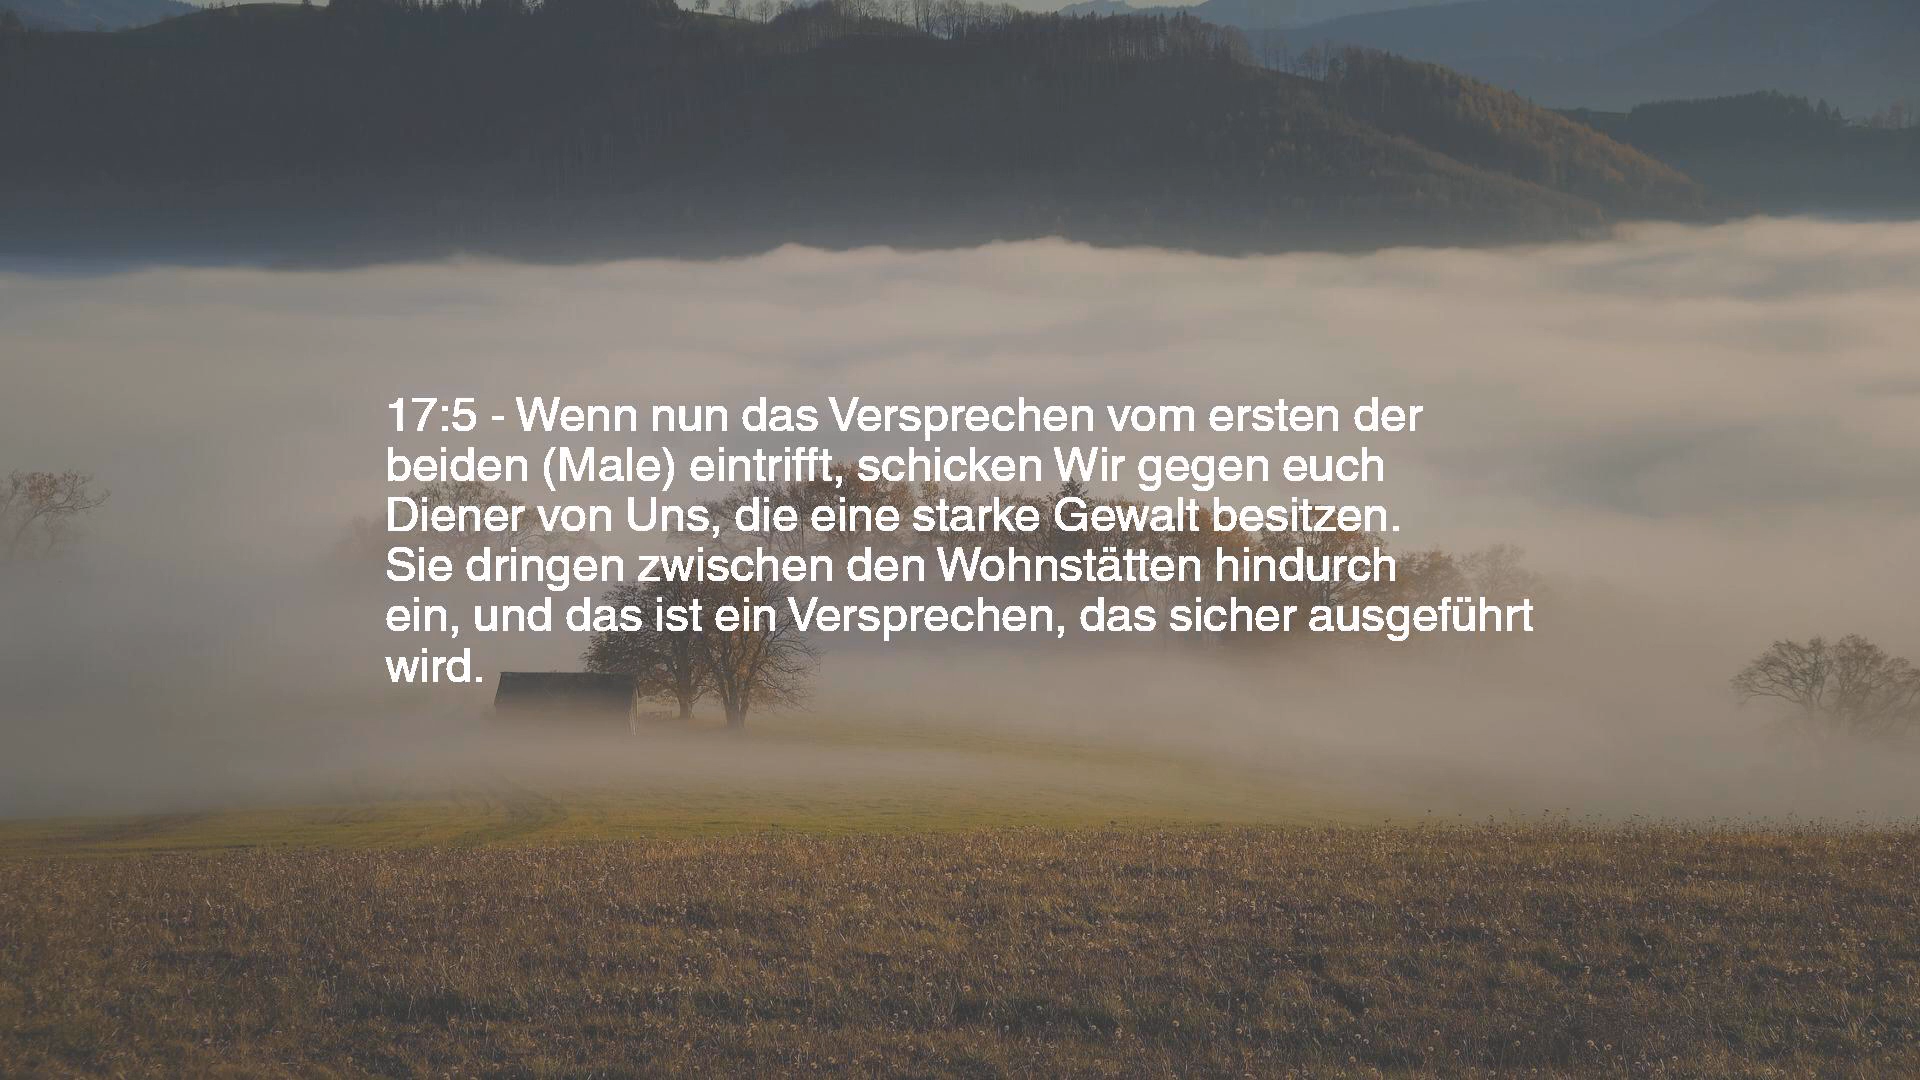 17:5 - Wenn nun das Versprechen vom ersten der
beiden (Male) eintrifft, schicken Wir gegen euch
Diener von Uns, die eine starke Gewalt besitzen.
Sie dringen zwischen den Wohnstätten hindurch
ein, und das ist ein Versprechen, das sicher ausgeführt
wird.